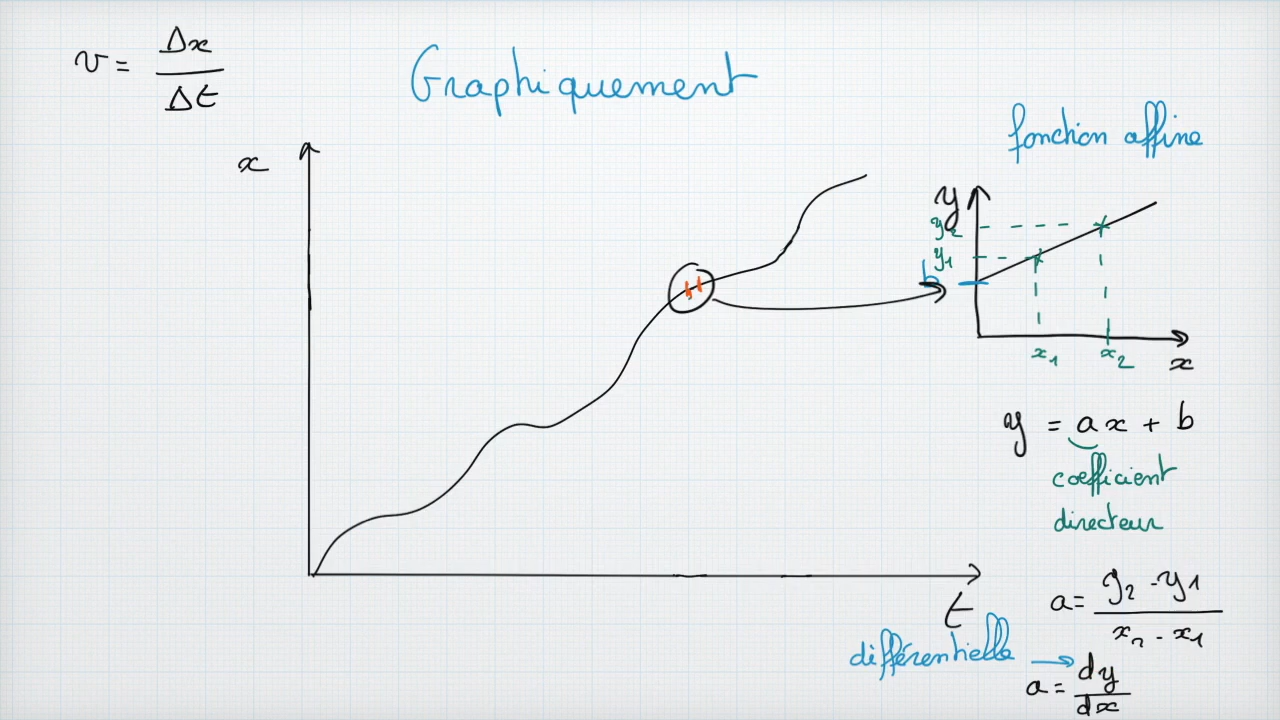 v = Δx / Δt
Graphiquement
x
t
fonction affine
y
y2
y1
b
x1
x2
x
y = ax + b
coefficient
directeur
a = y2 - y1 / x2 - x1
différentielle →
a = dy / dx